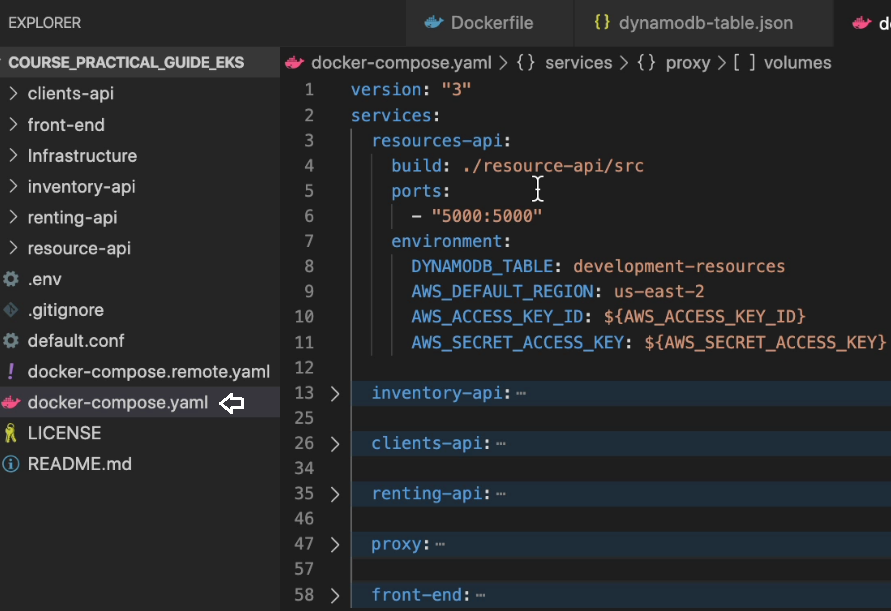 EXPLORER
Dockerfile
{} dynamodb-table.json
do
COURSE_PRACTICAL_GUIDE_EKS
docker-compose.yaml > {} services > {} proxy > [ ] volumes
> clients-api
> front-end
> Infrastructure
> inventory-api
> renting-api
> resource-api
.env
.gitignore
default.conf
! docker-compose.remote.yaml
docker-compose.yaml
LICENSE
README.md
1 version: "3"
2 services:
3 resources-api:
4 build: ./resource-api/src
5 ports:
6 - "5000:5000"
7 environment:
8 DYNAMODB_TABLE: development-resources
9 AWS_DEFAULT_REGION: us-east-2
10 AWS_ACCESS_KEY_ID: ${AWS_ACCESS_KEY_ID}
11 AWS_SECRET_ACCESS_KEY: ${AWS_SECRET_ACCESS_KEY}
12
13 > inventory-api:⋯
25
26 > clients-api:⋯
34
35 > renting-api:⋯
46
47 > proxy:⋯
57
58 > front-end:⋯